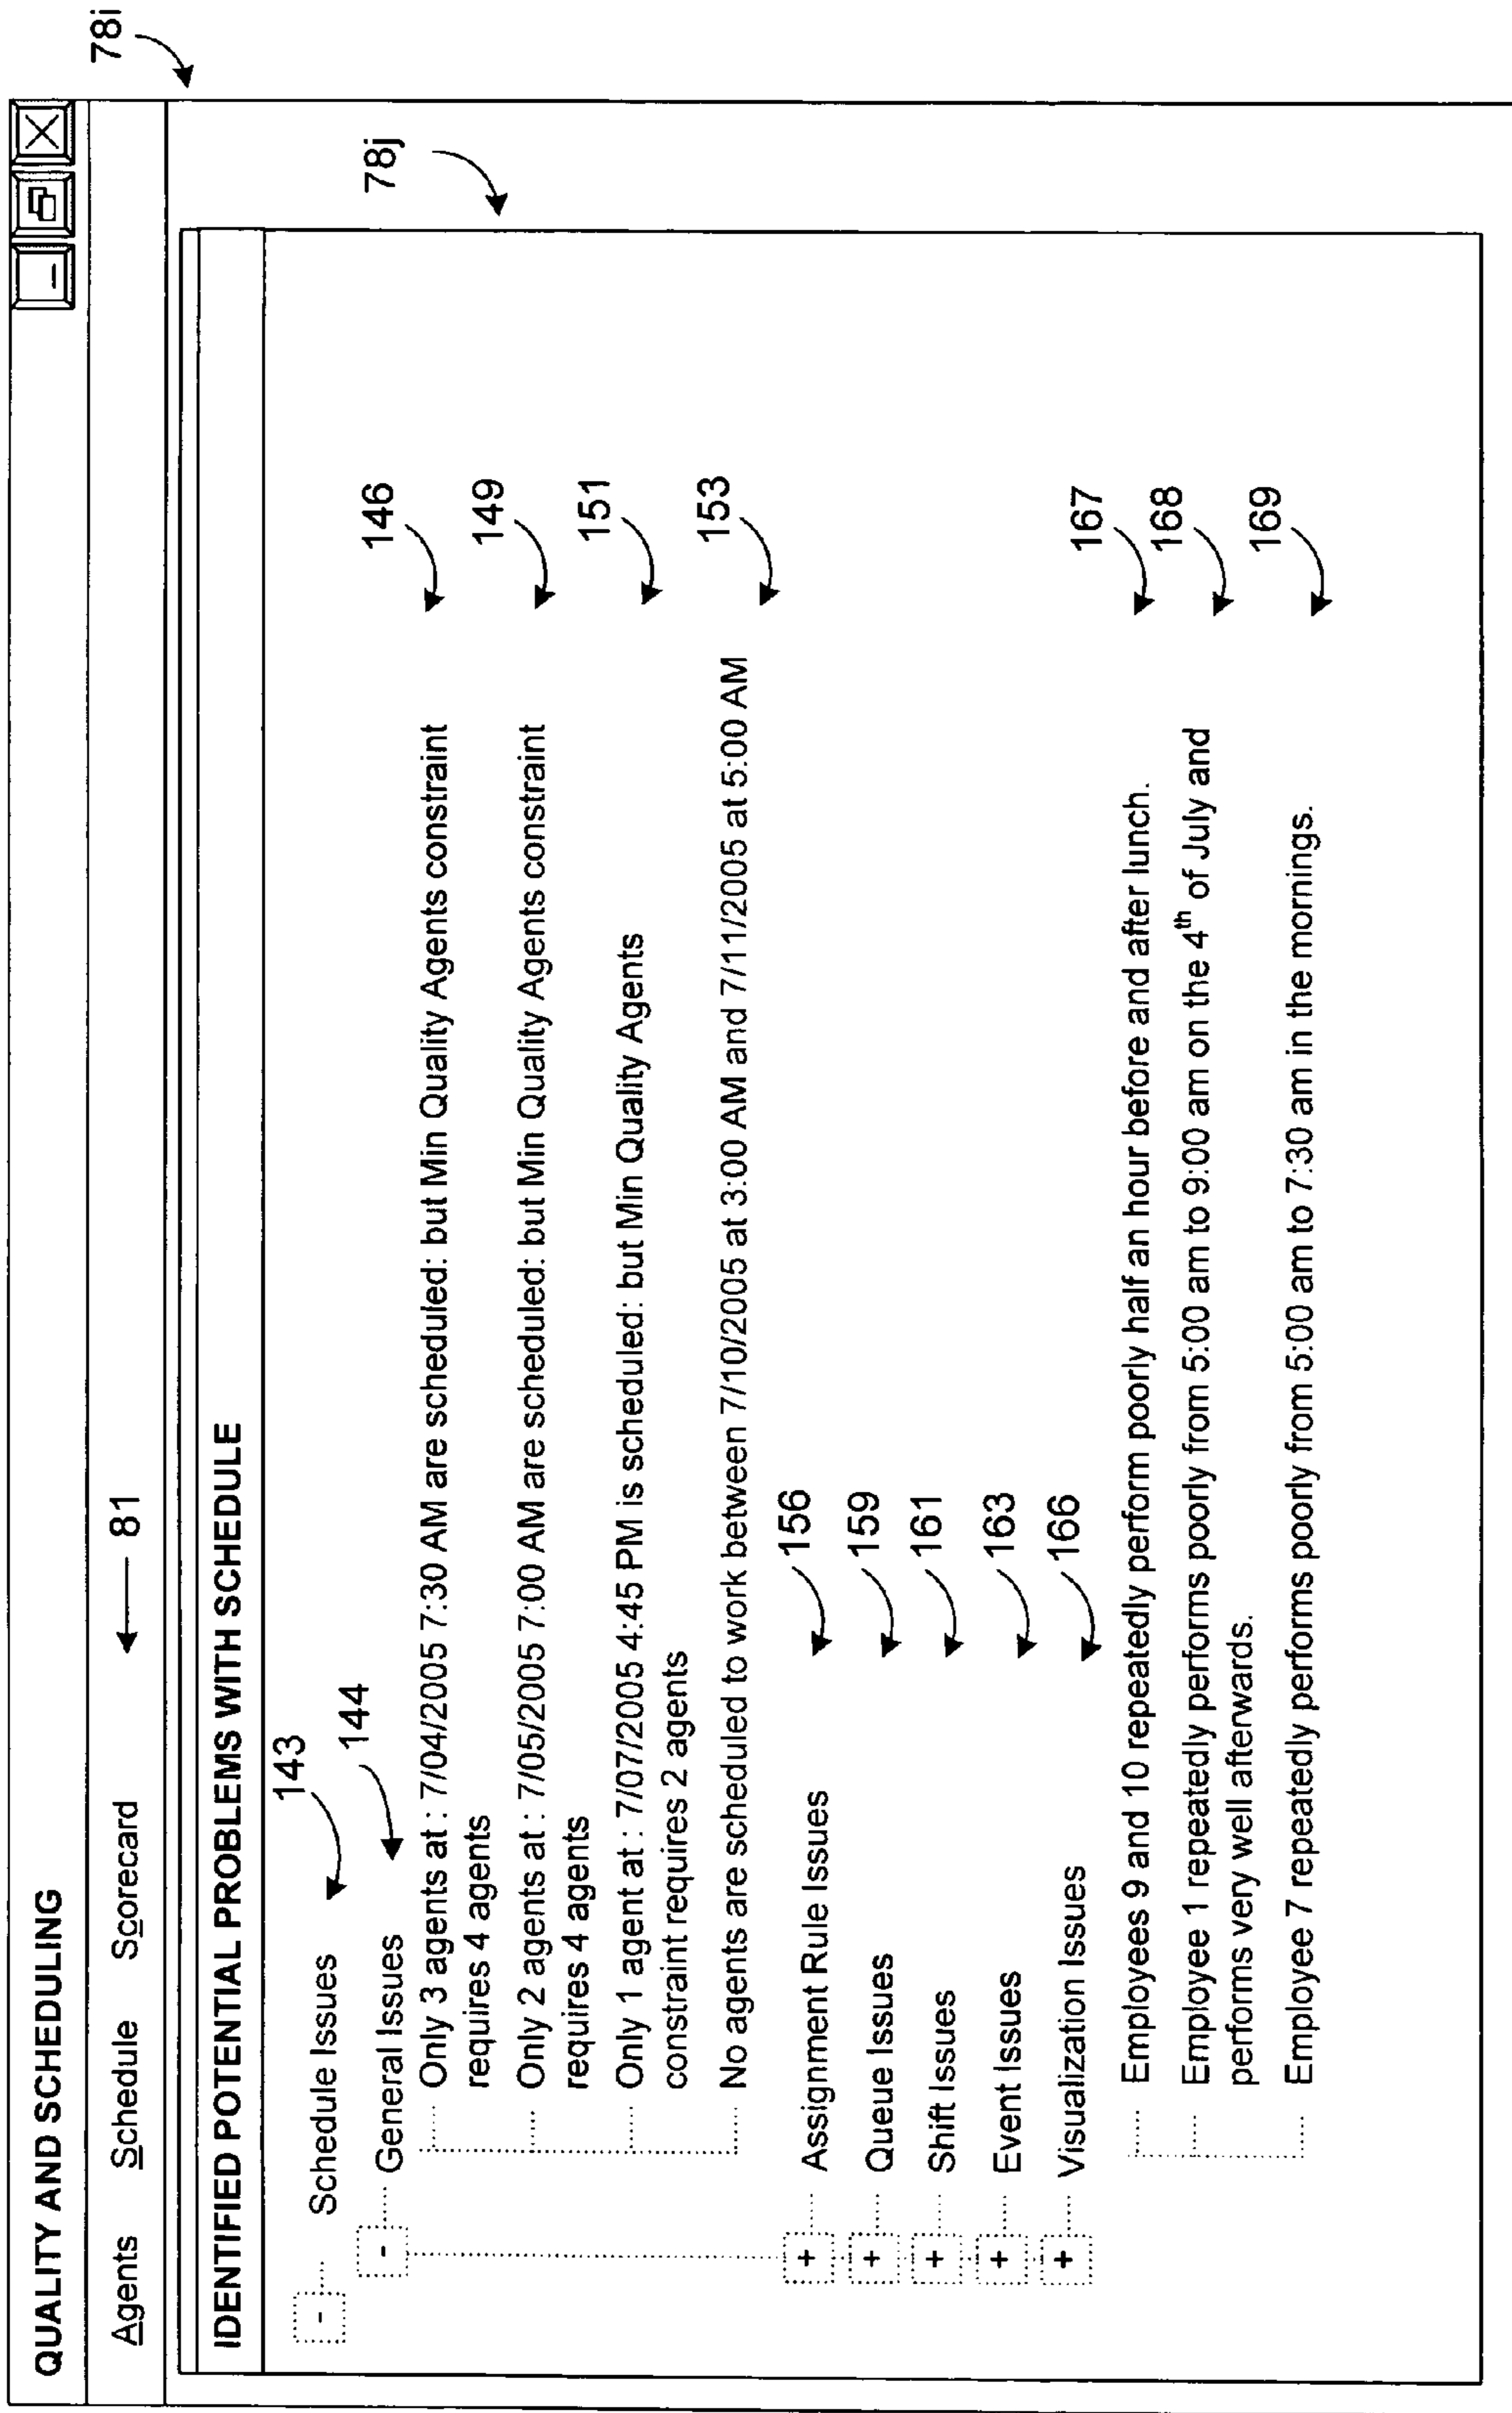 78i
QUALITY AND SCHEDULING
Agents Schedule Scorecard 81
78j
IDENTIFIED POTENTIAL PROBLEMS WITH SCHEDULE
143
- Schedule Issues
144
- General Issues
146
Only 3 agents at : 7/04/2005 7:30 AM are scheduled: but Min Quality Agents constraint
requires 4 agents
149
Only 2 agents at : 7/05/2005 7:00 AM are scheduled: but Min Quality Agents constraint
requires 4 agents
151
Only 1 agent at : 7/07/2005 4:45 PM is scheduled: but Min Quality Agents
constraint requires 2 agents
153
No agents are scheduled to work between 7/10/2005 at 3:00 AM and 7/11/2005 at 5:00 AM
+ Assignment Rule Issues 156
+ Queue Issues 159
+ Shift Issues 161
+ Event Issues 163
+ Visualization Issues 166
167
Employees 9 and 10 repeatedly perform poorly half an hour before and after lunch.
168
Employee 1 repeatedly performs poorly from 5:00 am to 9:00 am on the 4th of July and
performs very well afterwards.
169
Employee 7 repeatedly performs poorly from 5:00 am to 7:30 am in the mornings.